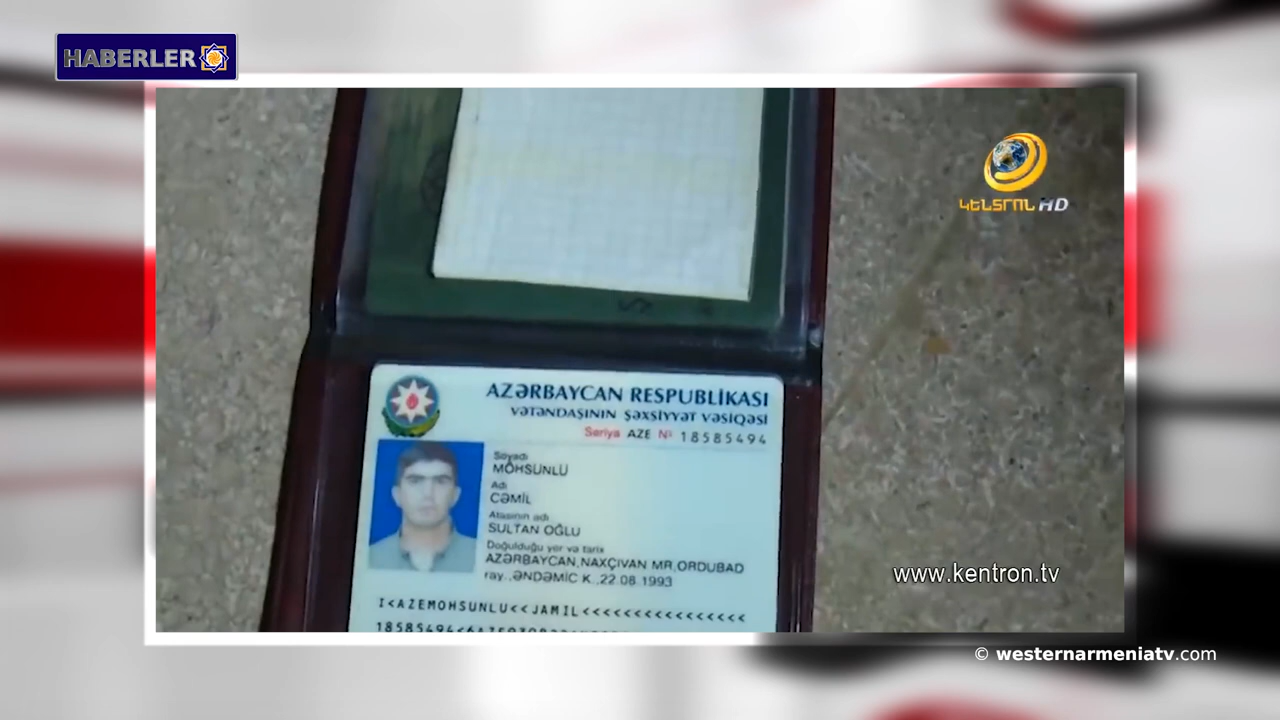 HABERLER
ԿԵՆՏՐՈՆ HD
AZƏRBAYCAN RESPUBLİKASI
VƏTƏNDAŞININ ŞƏXSİYYƏT VƏSİQƏSİ
Seriya AZE № 18585494
Soyadı
MÖHSÜNLÜ
Adı
CƏMİL
Atasının adı
SULTAN OĞLU
Doğulduğu yer və tarix
AZƏRBAYCAN,NAXÇIVAN MR,ORDUBAD
ray.,ƏNDƏMİC K.,22.08.1993
I<AZEMOHSUNLU<<JAMIL<<<<<<<<<<<<<<<<<
www.kentron.tv
© westernarmeniatv.com